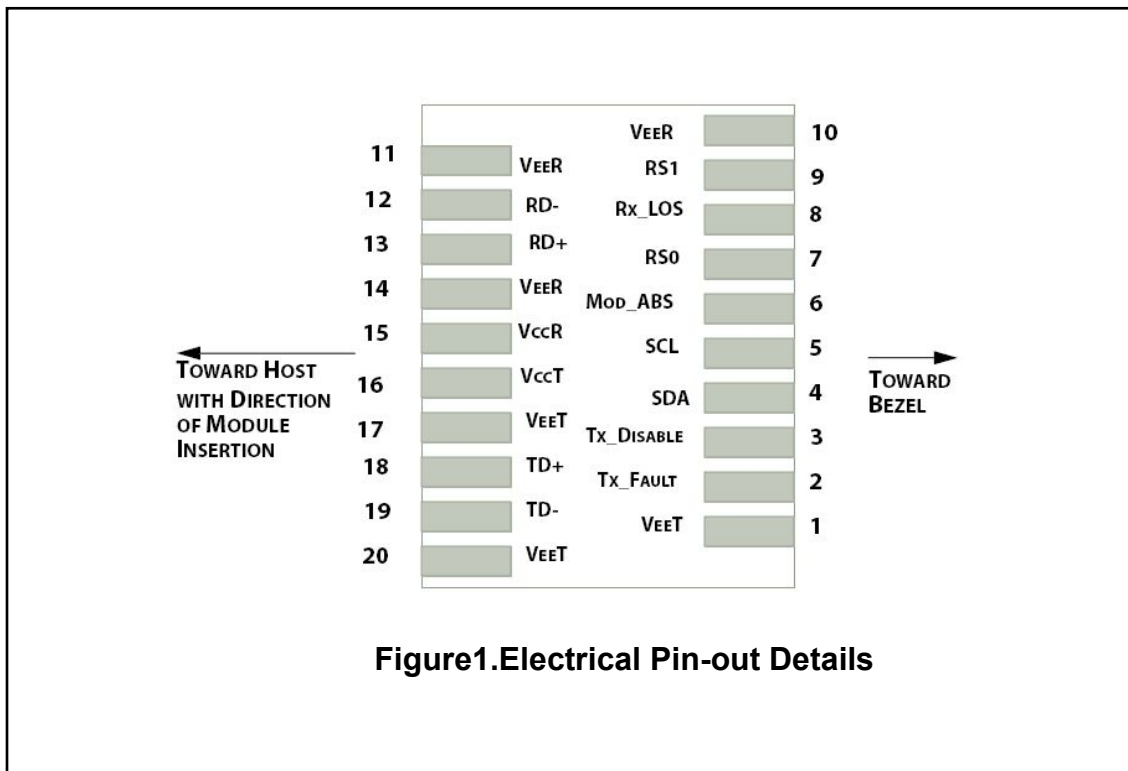 VEER 10
11 VEER
RS1 9
12 RD-
Rx_LOS 8
13 RD+
RS0 7
14 VEER
MOD_ABS 6
15 VccR
SCL 5
16 VccT
SDA 4
17 VEET
TX_DISABLE 3
18 TD+
TX_FAULT 2
19 TD-
VEET 1
20 VEET
TOWARD HOST
WITH DIRECTION
OF MODULE
INSERTION
TOWARD
BEZEL
Figure1.Electrical Pin-out Details